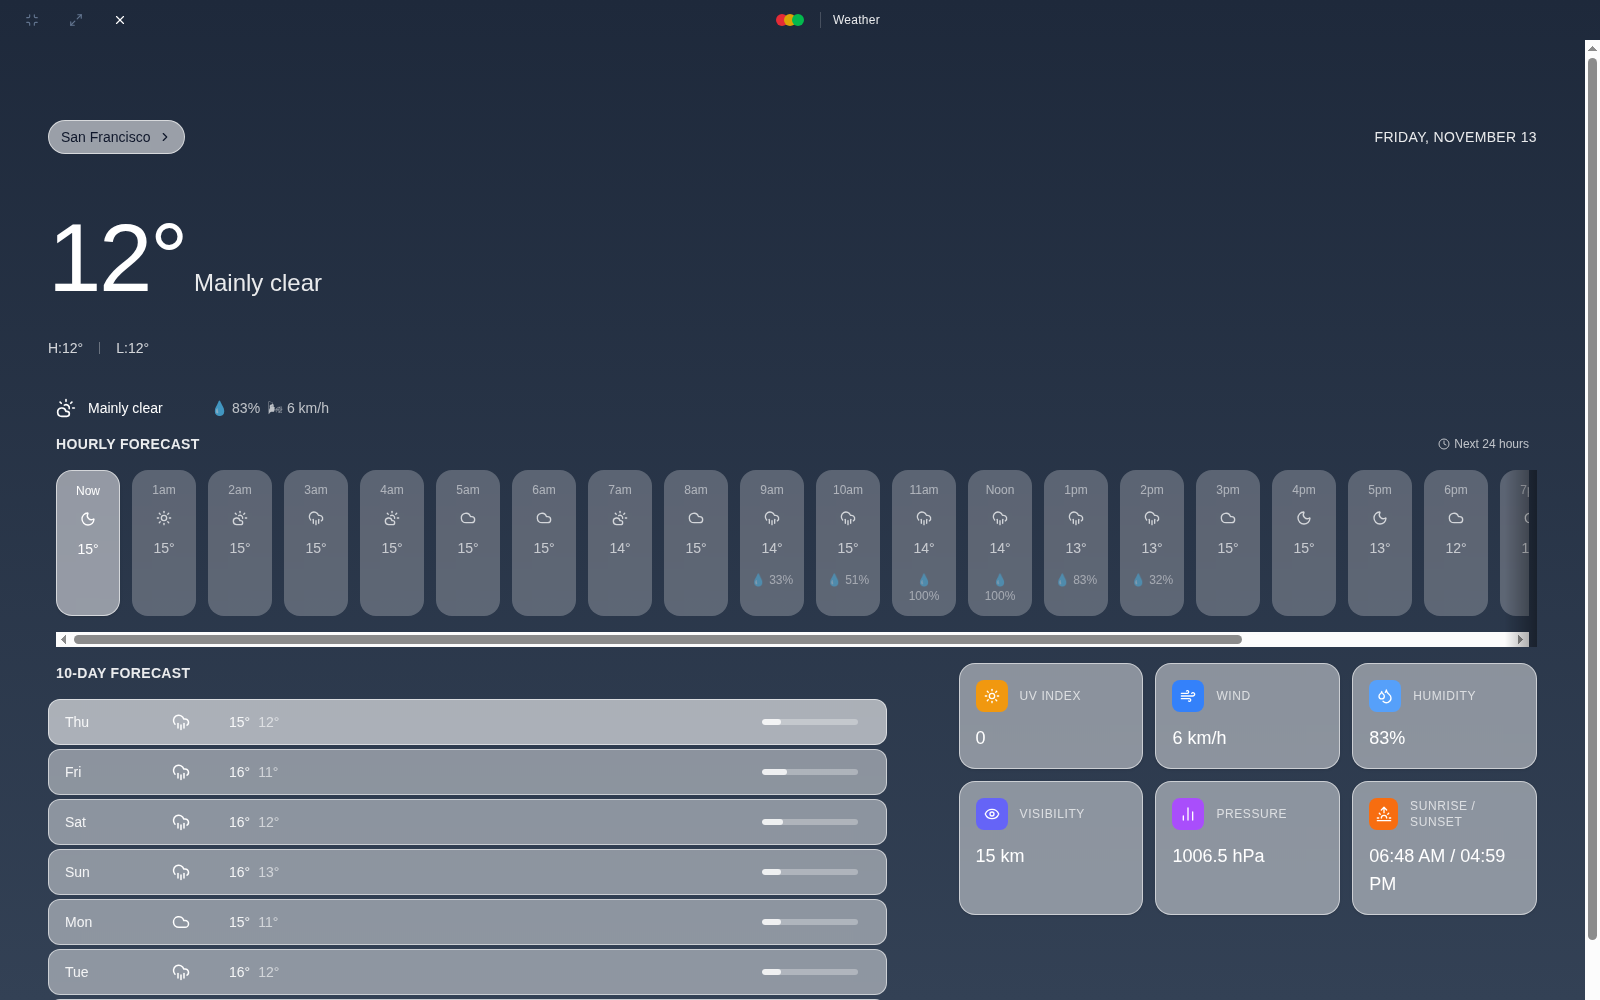 Weather
San Francisco
FRIDAY, NOVEMBER 13
12°
Mainly clear
H:12° L:12°
Mainly clear 83% 6 km/h
HOURLY FORECAST
Next 24 hours
Now 1am 2am 3am 4am 5am 6am 7am 8am 9am 10am 11am Noon 1pm 2pm 3pm 4pm 5pm 6pm
15° 15° 15° 15° 15° 15° 15° 14° 15° 14° 15° 14° 14° 13° 13° 15° 15° 13° 12°
33% 51% 100% 100% 83% 32%
10-DAY FORECAST
Thu 15° 12°
Fri 16° 11°
Sat 16° 12°
Sun 16° 13°
Mon 15° 11°
Tue 16° 12°
UV INDEX
0
WIND
6 km/h
HUMIDITY
83%
VISIBILITY
15 km
PRESSURE
1006.5 hPa
SUNRISE /
SUNSET
06:48 AM / 04:59
PM